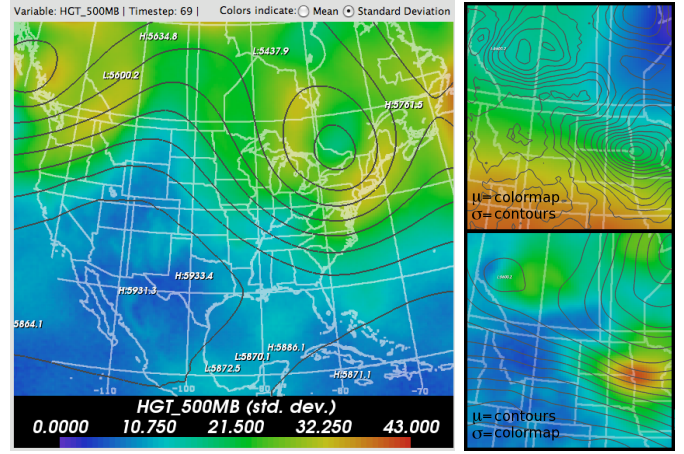 Variable: HGT_500MB | Timestep: 69 | Colors indicate: Mean Standard Deviation
H:5634.8
L:5437.9
L:5600.2
H:5761.5
H:5933.4
H:5931.3
5864.1
H:5886.1
L:5870.1
L:5872.5
H:5871.1
-110
-90
-80
-70
HGT_500MB (std. dev.)
0.0000 10.750 21.500 32.250 43.000
μ=colormap
σ=contours
μ=contours
σ=colormap